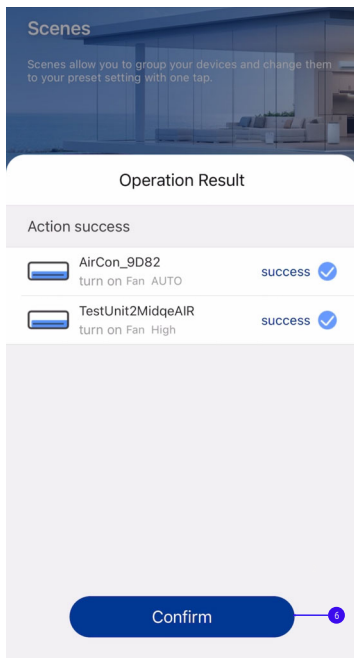 Scenes
Scenes allow you to group your devices and change them
to your preset setting with one tap.
Operation Result
Action success
AirCon_9D82
turn on Fan AUTO
success
TestUnit2MidqeAIR
turn on Fan High
success
Confirm
6